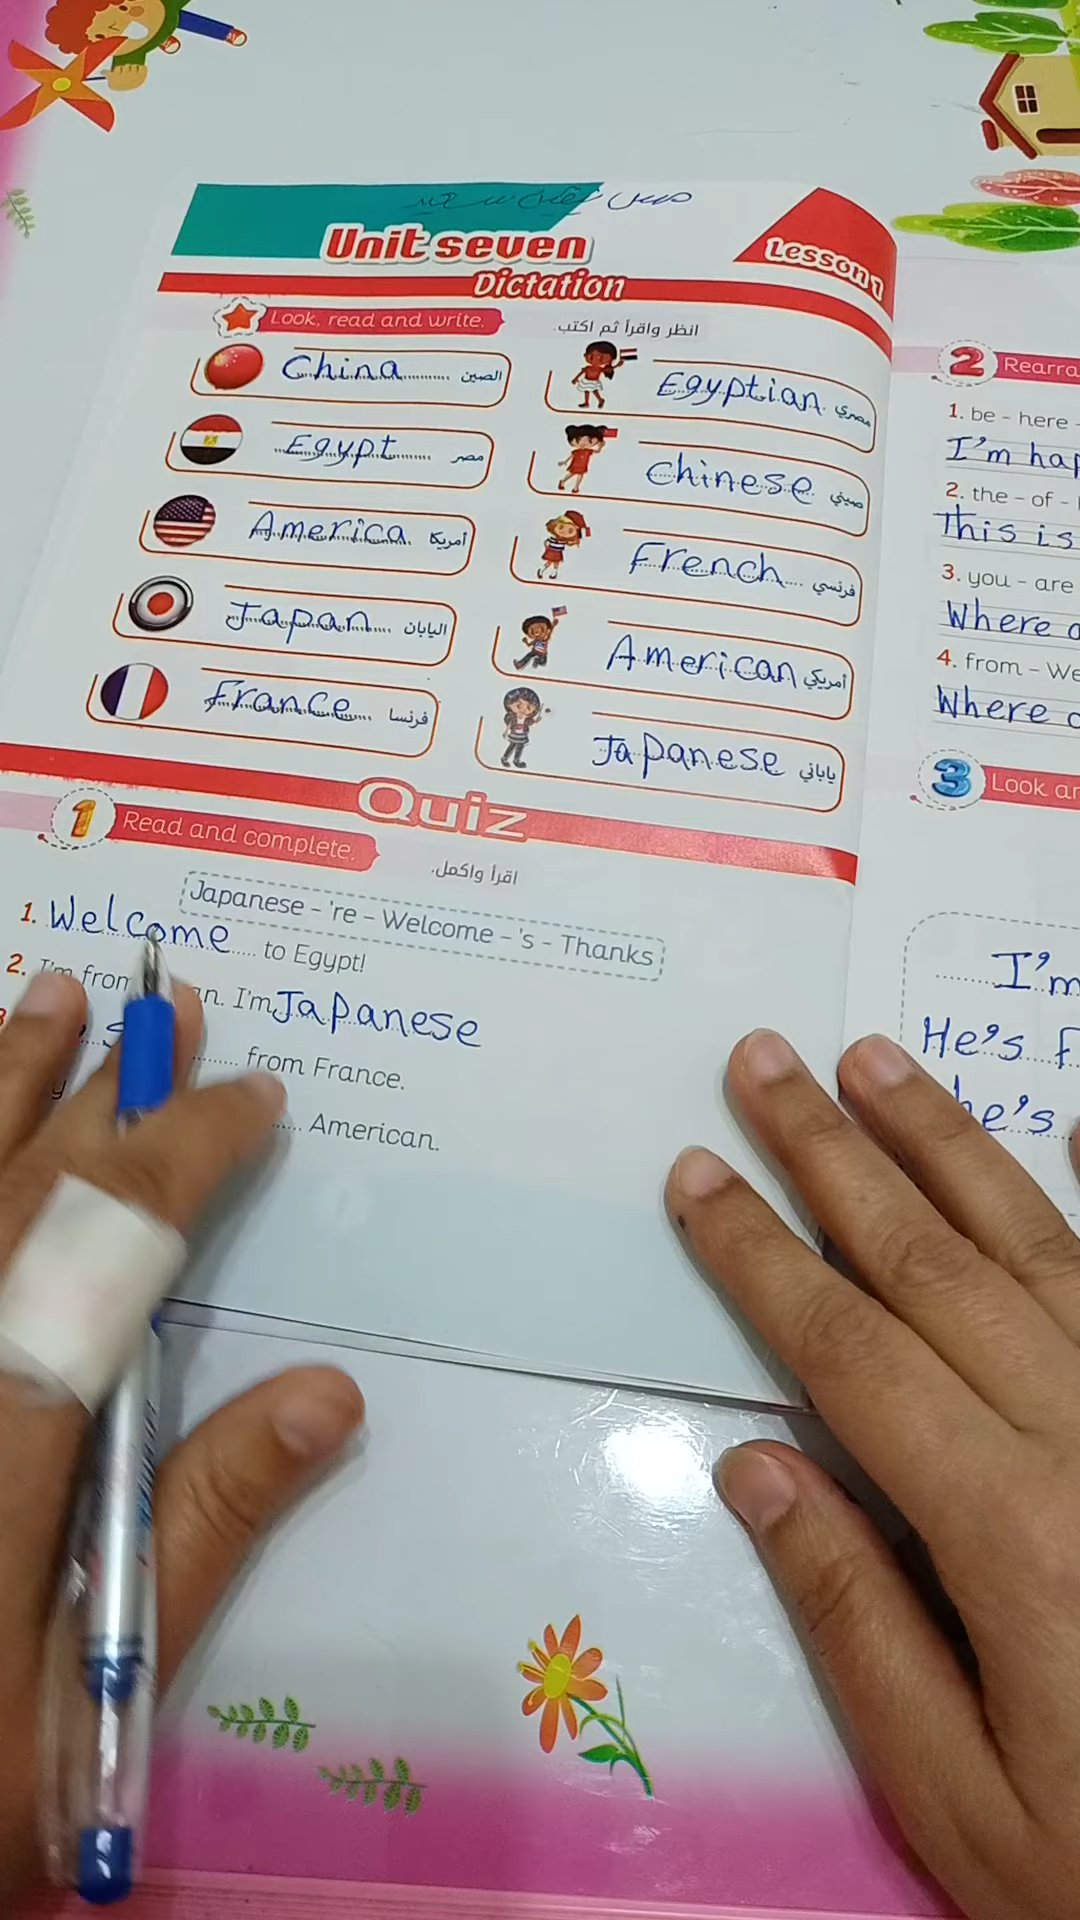 ميس يقين سعيد
Unit seven
Lesson 1
Dictation
Look, read and write.
انظر واقرأ ثم اكتب.
China الصين
Egyptian مصري
Egypt مصر
Chinese صيني
America أمريكا
French فرنسي
Japan اليابان
American أمريكي
France فرنسا
Japanese ياباني
Quiz
1 Read and complete.
اقرأ واكمل.
Japanese - 're - Welcome - 's - Thanks
1. Welcome to Egypt!
2. I'm from an. I'm Japanese
from France.
American.
2 Rearra
1. be - here -
I'm hap
2. the - of -
This is
3. you - are
Where
4. from - We
Where
3 Look an
I'm
He's f
he's